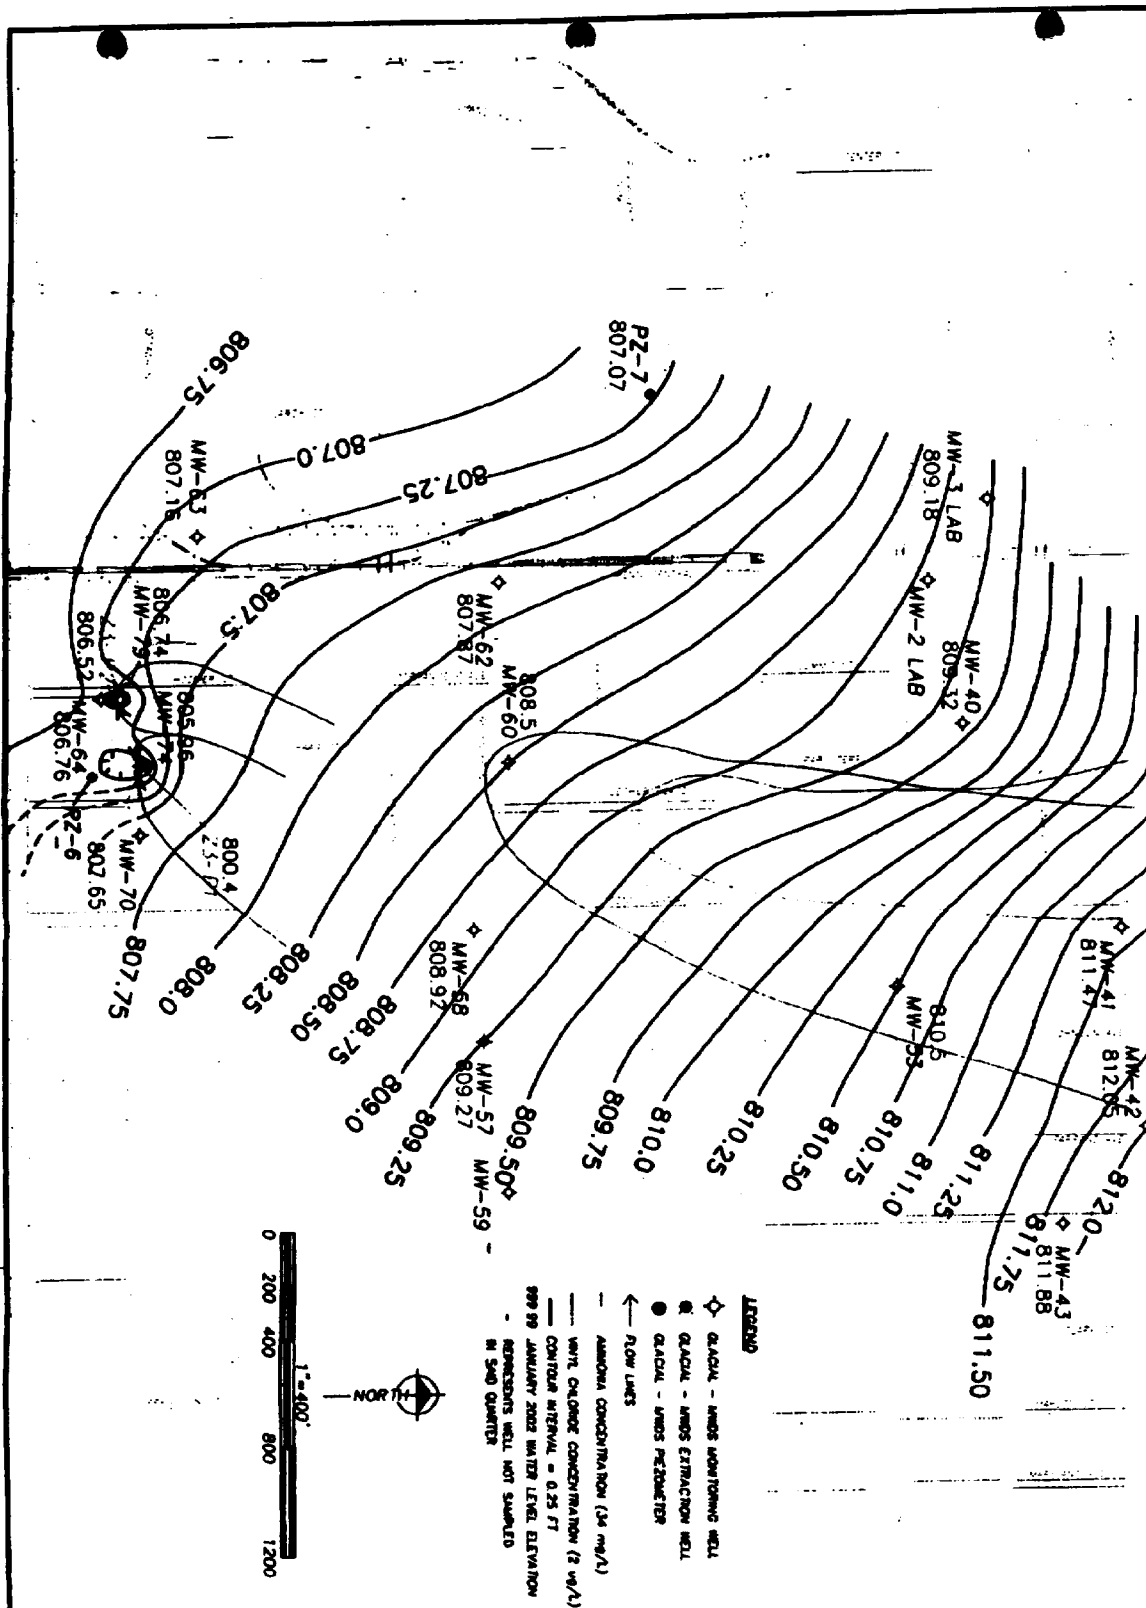 806.75
807.0
807.25
807.5
PZ-7
807.07
MW-63
807.16
MW-3 LAB
809.18
MW-2 LAB
MW-40
809.32
MW-62
807.87
808.5
MW-60
806.74
MW-79
806.52
805.96
MW-74
MW-64
806.76
PZ-6
-
MW-70
807.65
800.4
807.75
808.0
808.25
808.50
808.75
809.0
809.25
809.50
809.75
810.0
810.25
810.50
810.75
811.0
811.25
811.50
811.75
812.0
MW-68
808.92
MW-57
809.27
MW-59 -
810.5
MW-53
MW-41
811.47
MW-42
812.05
MW-43
811.88
LEGEND
GLACIAL - WNDS MONITORING WELL
GLACIAL - WNDS EXTRACTION WELL
GLACIAL - WNDS PIEZOMETER
FLOW LINES
AMMONIA CONCENTRATION (34 mg/L)
VINYL CHLORIDE CONCENTRATION (2 ug/L)
CONTOUR INTERVAL = 0.25 FT
999.99 JANUARY 2002 WATER LEVEL ELEVATION
- REPRESENTS WELL NOT SAMPLED
IN SAID QUARTER
NORTH
1"=400'
0 200 400 800 1200